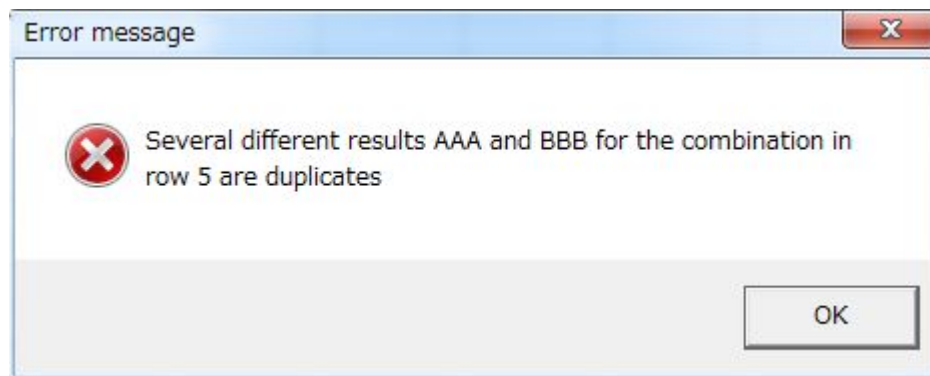 Error message
Several different results AAA and BBB for the combination in
row 5 are duplicates
OK